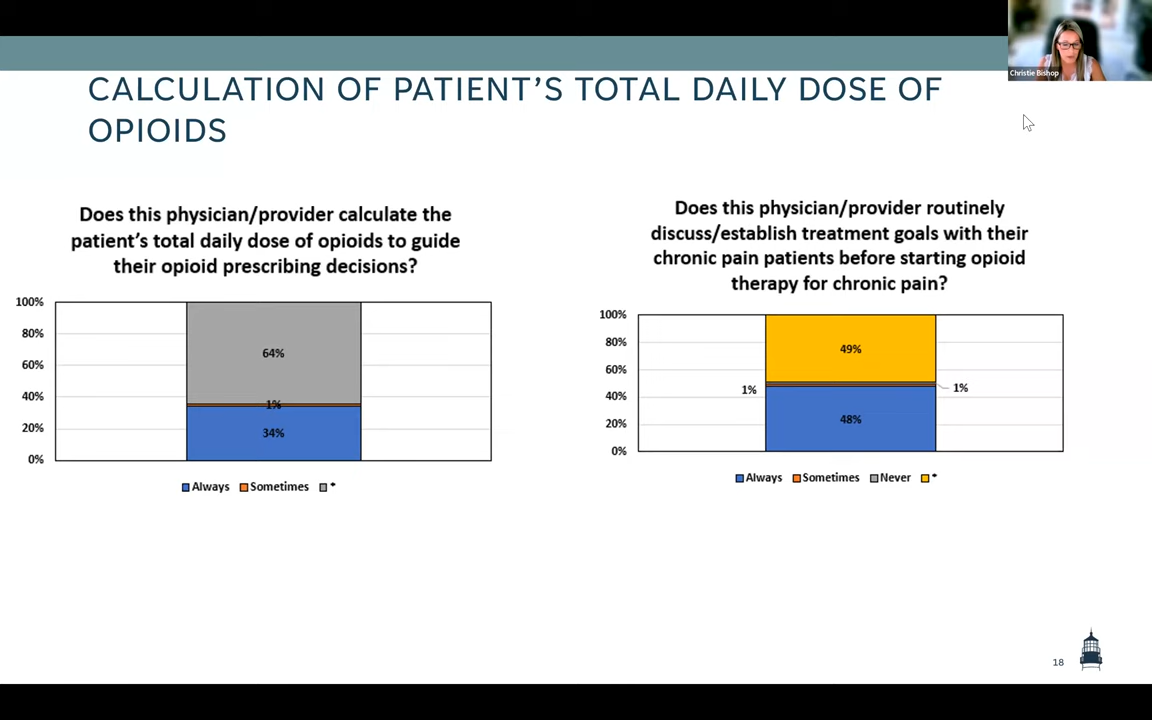 Christie Bishop
CALCULATION OF PATIENT'S TOTAL DAILY DOSE OF
OPIOIDS
Does this physician/provider calculate the
patient's total daily dose of opioids to guide
their opioid prescribing decisions?
100%
80%
60%
40%
20%
0%
64%
1%
34%
Always Sometimes *
Does this physician/provider routinely
discuss/establish treatment goals with their
chronic pain patients before starting opioid
therapy for chronic pain?
100%
80%
60%
40%
20%
0%
49%
1%
1%
48%
Always Sometimes Never *
18